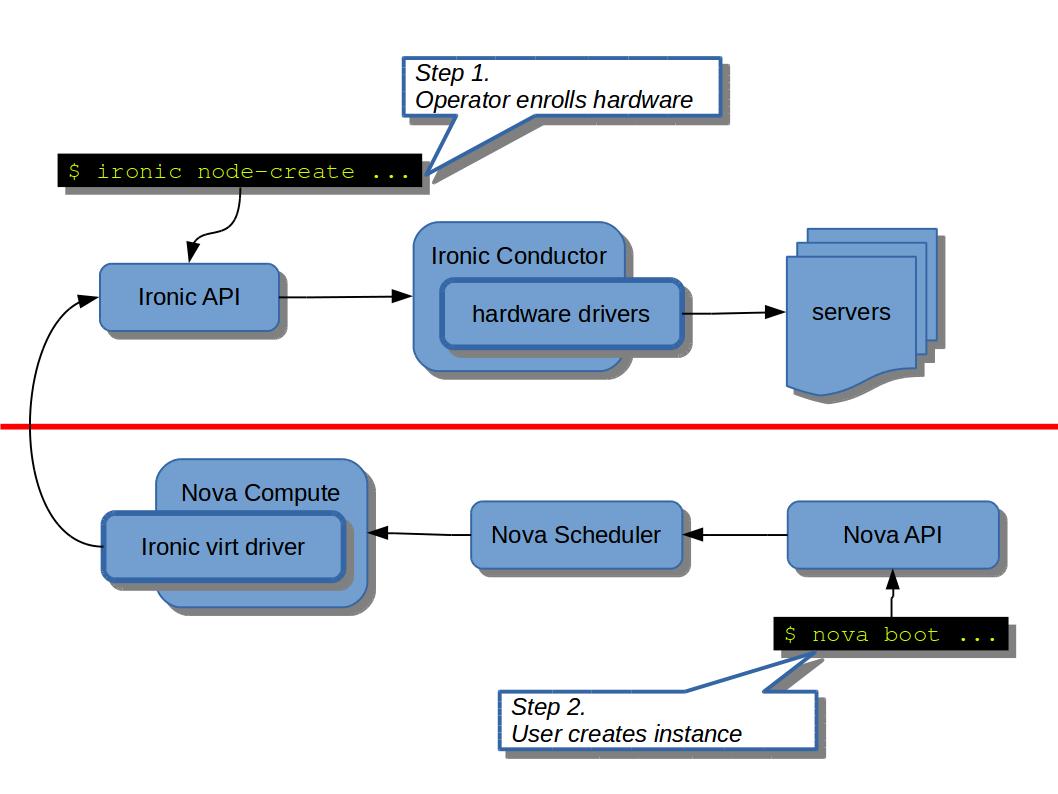 Step 1.
Operator enrolls hardware
$ ironic node-create ...
Ironic Conductor
Ironic API
hardware drivers
servers
Nova Compute
Ironic virt driver
Nova Scheduler
Nova API
$ nova boot ...
Step 2.
User creates instance